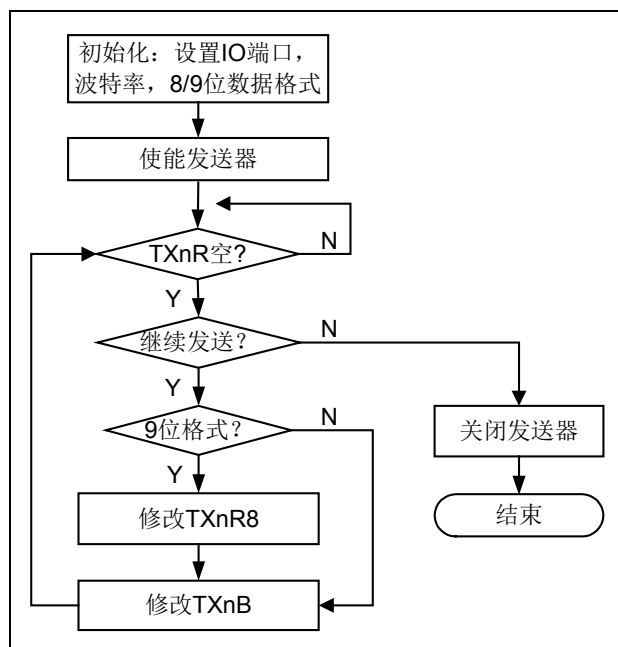 初始化：设置IO端口，
波特率，8/9位数据格式
使能发送器
TXnR空?
N
Y
继续发送？
N
Y
9位格式？
N
Y
关闭发送器
修改TXnR8
结束
修改TXnB